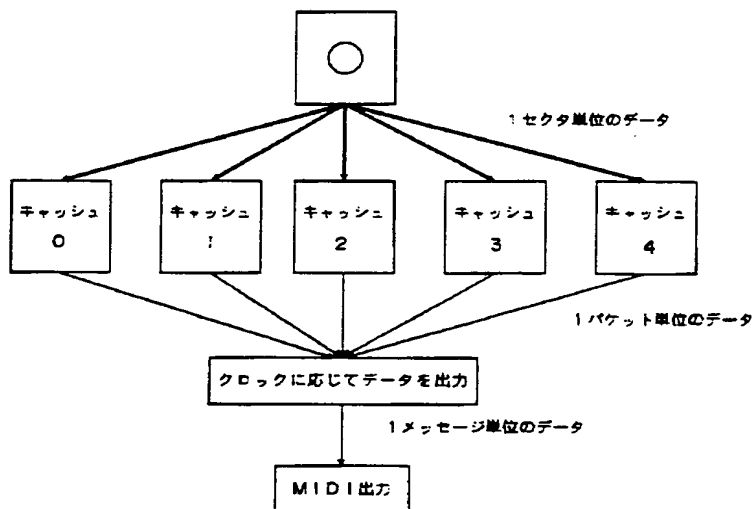 1セクタ単位のデータ
キャッシュ
0
キャッシュ
1
キャッシュ
2
キャッシュ
3
キャッシュ
4
1パケット単位のデータ
クロックに応じてデータを出力
1メッセージ単位のデータ
MIDI出力